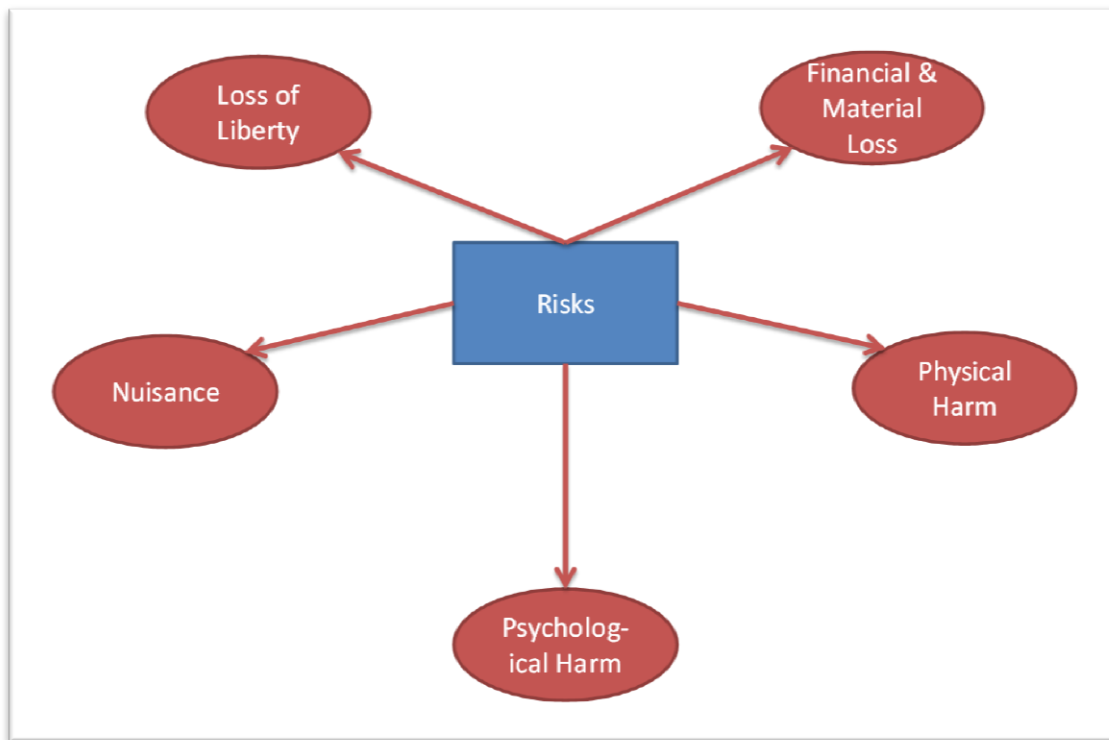 Loss of
Liberty
Financial &
Material
Loss
Risks
Nuisance
Physical
Harm
Psycholog-
ical Harm